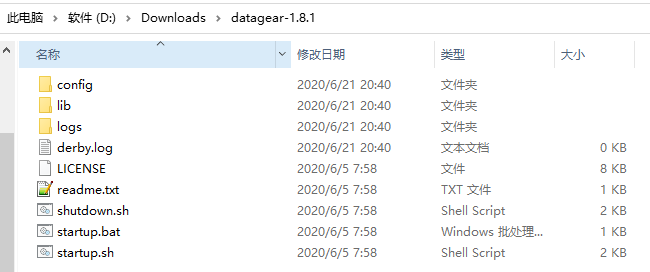 此电脑 > 软件 (D:) > Downloads > datagear-1.8.1
名称 修改日期 类型 大小
config 2020/6/21 20:40 文件夹
lib 2020/6/21 20:40 文件夹
logs 2020/6/21 20:40 文件夹
derby.log 2020/6/21 20:40 文本文档 0 KB
LICENSE 2020/6/5 7:58 文件 8 KB
readme.txt 2020/6/5 7:58 TXT 文件 1 KB
shutdown.sh 2020/6/5 7:58 Shell Script 2 KB
startup.bat 2020/6/5 7:58 Windows 批处理... 1 KB
startup.sh 2020/6/5 7:58 Shell Script 2 KB